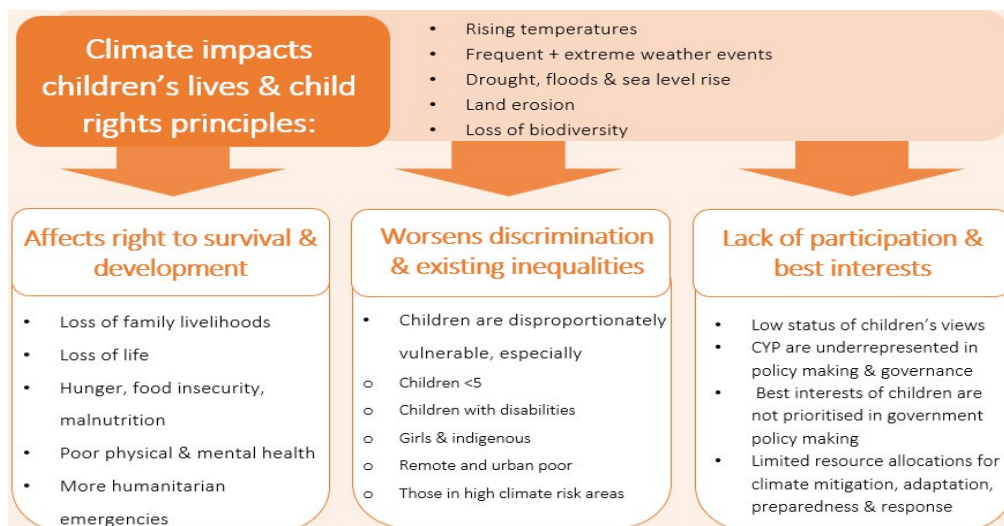 Climate impacts
children's lives & child
rights principles:
• Rising temperatures
• Frequent + extreme weather events
• Drought, floods & sea level rise
• Land erosion
• Loss of biodiversity
Affects right to survival &
development
• Loss of family livelihoods
• Loss of life
• Hunger, food insecurity,
malnutrition
• Poor physical & mental health
• More humanitarian
emergencies
Worsens discrimination
& existing inequalities
• Children are disproportionately
vulnerable, especially
o Children <5
o Children with disabilities
o Girls & indigenous
o Remote and urban poor
o Those in high climate risk areas
Lack of participation &
best interests
• Low status of children's views
• CYP are underrepresented in
policy making & governance
• Best interests of children are
not prioritised in government
policy making
• Limited resource allocations for
climate mitigation, adaptation,
preparedness & response